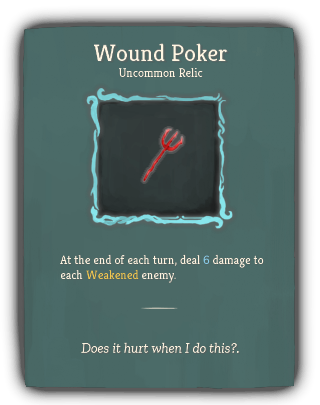 Wound Poker
Uncommon Relic
At the end of each turn, deal 6 damage to
each Weakened enemy.
Does it hurt when I do this?.